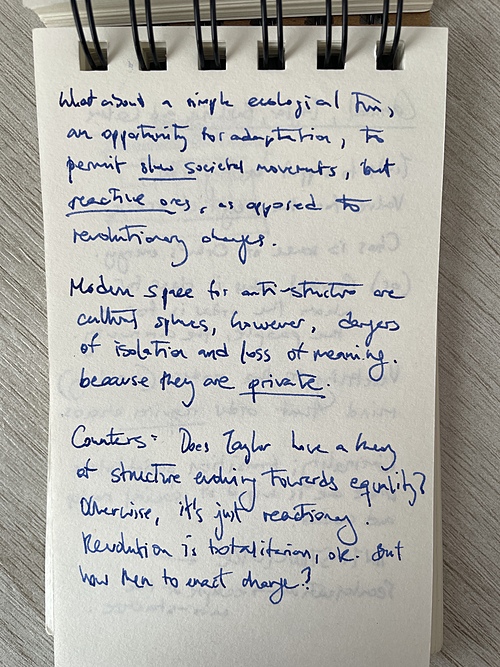 What about a simple ecological fun,
an opportunity for adaptation, to
permit slow societal movements, but
reactive ones, as opposed to
revolutionary changes.
Modern space for anti-structure are
cultural spheres, however, dangers
of isolation and loss of meaning.
because they are private.
Counters: Does Taylor have a theory
of structure evolving towards equality?
Otherwise, it's just reactionary.
Revolution is totalitarian, ok. But
how then to enact change?